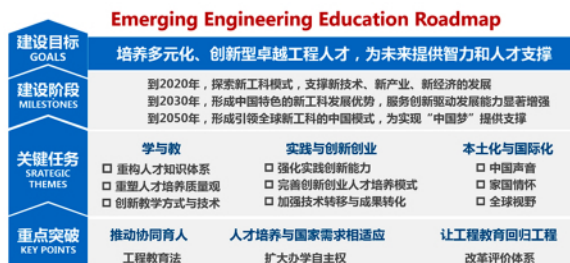 Emerging Engineering Education Roadmap
建设目标
GOALS
培养多元化、创新型卓越工程人才，为未来提供智力和人才支撑
建设阶段
MILESTONES
到2020年，探索新工科模式，支撑新技术、新产业、新经济的发展
到2030年，形成中国特色的新工科发展优势，服务创新驱动发展能力显著增强
到2050年，形成引领全球新工科的中国模式，为实现“中国梦”提供支撑
关键任务
SRATEGIC
THEMES
学与教
重构人才知识体系
重塑人才培养质量观
创新教学方式与技术
实践与创新创业
强化实践创新能力
完善创新创业人才培养模式
加强技术转移与成果转化
本土化与国际化
中国声音
家国情怀
全球视野
重点突破
KEY POINTS
推动协同育人
人才培养与国家需求相适应
让工程教育回归工程
工程教育法
扩大办学自主权
改革评价体系